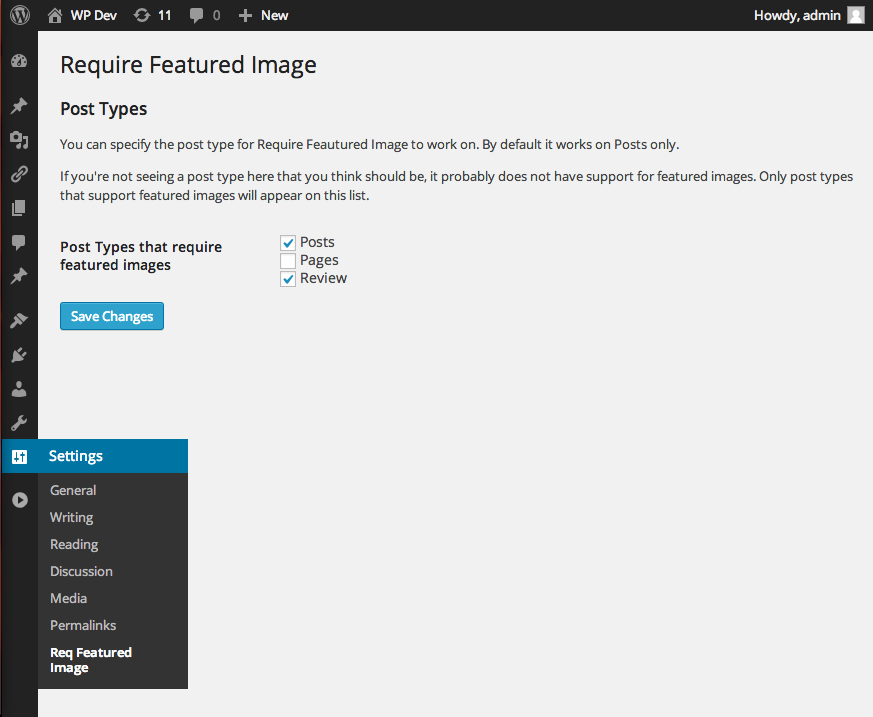 WP Dev 11 0 New Howdy, admin
Require Featured Image
Post Types
You can specify the post type for Require Feautured Image to work on. By default it works on Posts only.
If you're not seeing a post type here that you think should be, it probably does not have support for featured images. Only post types
that support featured images will appear on this list.
Post Types that require
featured images
Posts
Pages
Review
Save Changes
Settings
General
Writing
Reading
Discussion
Media
Permalinks
Req Featured
Image